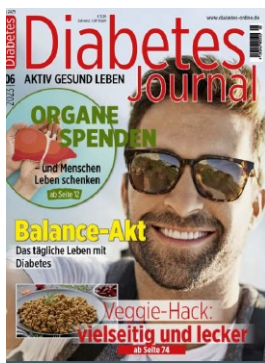 www.diabetes-online.de
Diabetes
Journal
AKTIV GESUND LEBEN
Diabetes
06
2023
ORGANE
SPENDEN
– und Menschen
Leben schenken
ab Seite 12
Balance-Akt
Das tägliche Leben mit
Diabetes
Veggie-Hack:
vielseitig und lecker
ab Seite 74